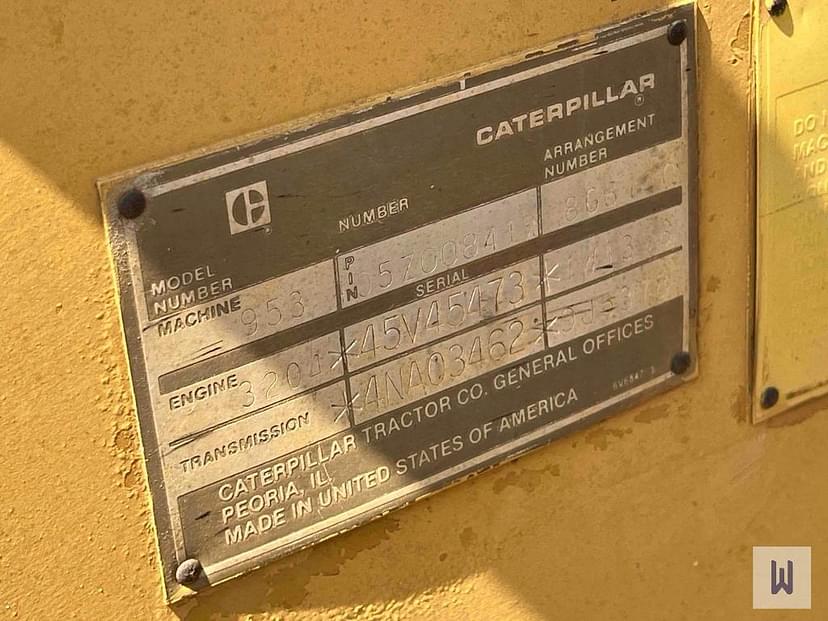 CATERPILLAR
NUMBER
ARRANGEMENT
NUMBER
MODEL
NUMBER
MACHINE 953 PIN
SERIAL
ENGINE 3204 *45V45473*
TRANSMISSION *4NA03462*
CATERPILLAR TRACTOR CO. GENERAL OFFICES
PEORIA, IL
MADE IN UNITED STATES OF AMERICA
W